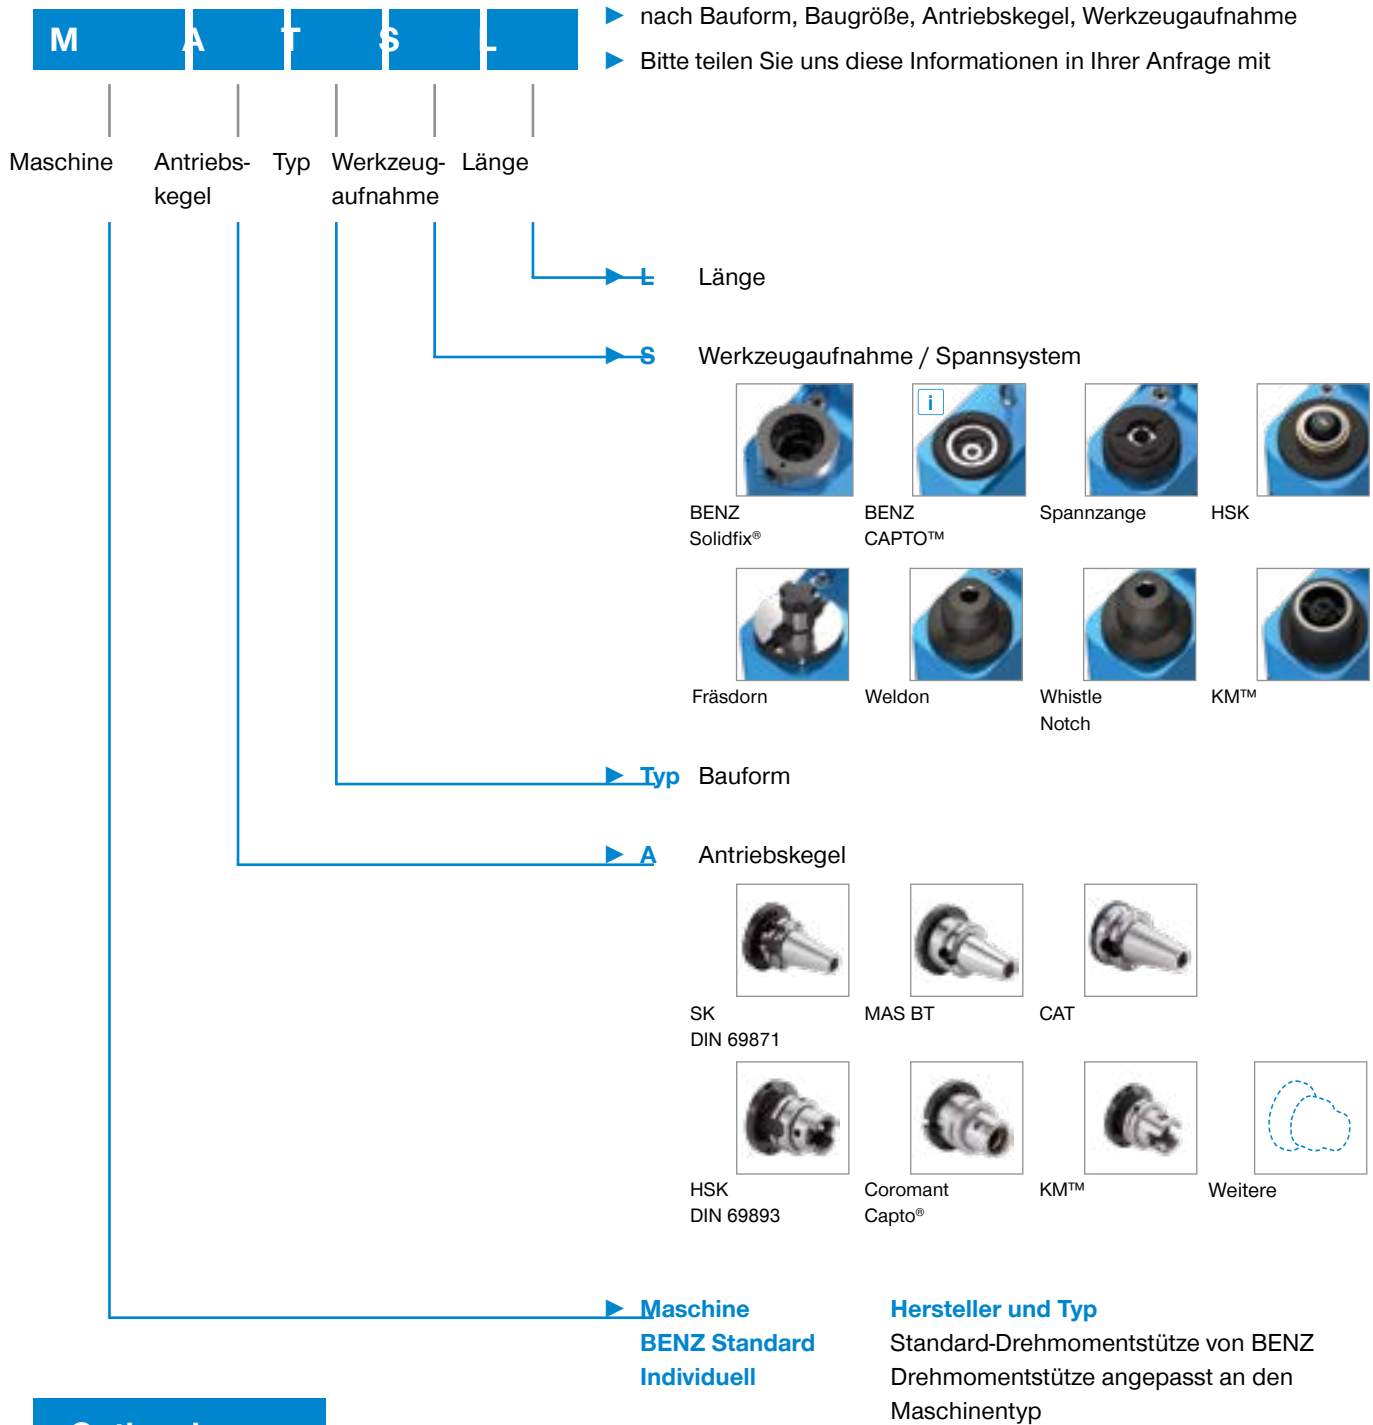 M A T S L
nach Bauform, Baugröße, Antriebskegel, Werkzeugaufnahme
Bitte teilen Sie uns diese Informationen in Ihrer Anfrage mit
Maschine Antriebs- Typ Werkzeug- Länge
kegel aufnahme
L Länge
S Werkzeugaufnahme / Spannsystem
i
BENZ BENZ Spannzange HSK
Solidfix® CAPTO™
Fräsdorn Weldon Whistle KM™
Notch
Typ Bauform
A Antriebskegel
SK MAS BT CAT
DIN 69871
HSK Coromant KM™ Weitere
DIN 69893 Capto®
Maschine Hersteller und Typ
BENZ Standard Standard-Drehmomentstütze von BENZ
Individuell Drehmomentstütze angepasst an den
Maschinentyp